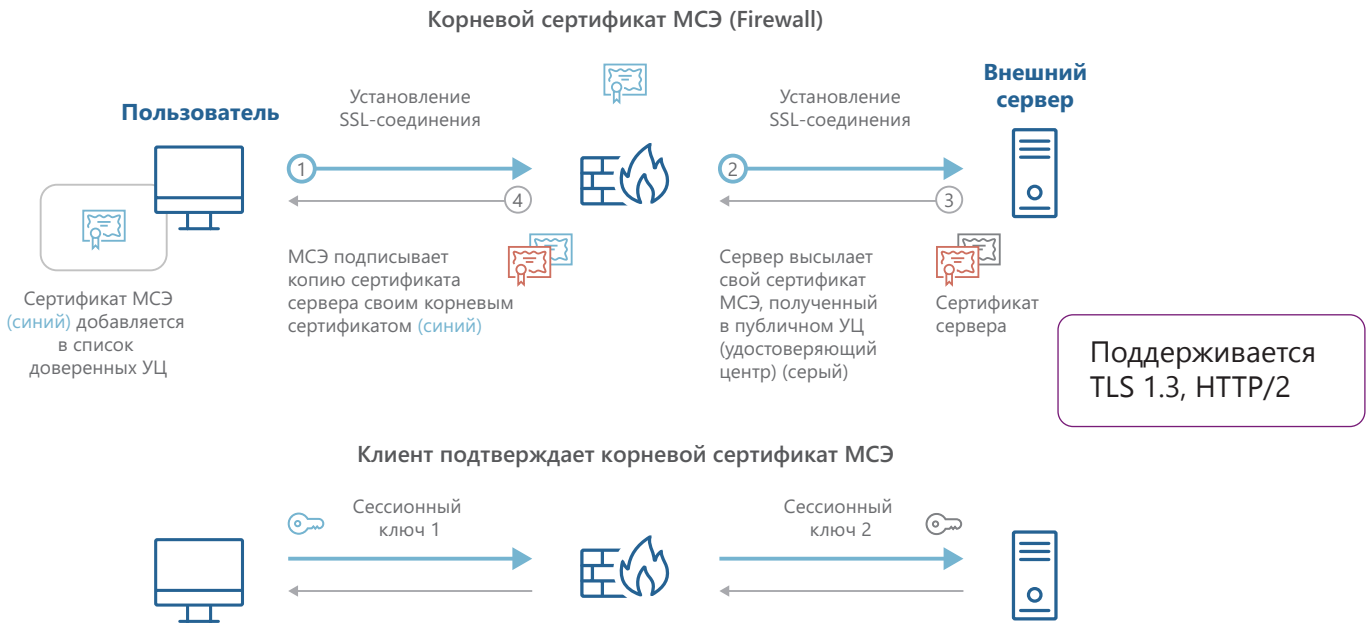 Корневой сертификат МСЭ (Firewall)
Пользователь
Установление
SSL-соединения
Установление
SSL-соединения
Внешний
сервер
1
2
4
3
Сертификат МСЭ
(синий) добавляется
в список
доверенных УЦ
МСЭ подписывает
копию сертификата
сервера своим корневым
сертификатом (синий)
Сервер высылает
свой сертификат
МСЭ, полученный
в публичном УЦ
(удостоверяющий
центр) (серый)
Сертификат
сервера
Поддерживается
TLS 1.3, HTTP/2
Клиент подтверждает корневой сертификат МСЭ
Сессионный
ключ 1
Сессионный
ключ 2